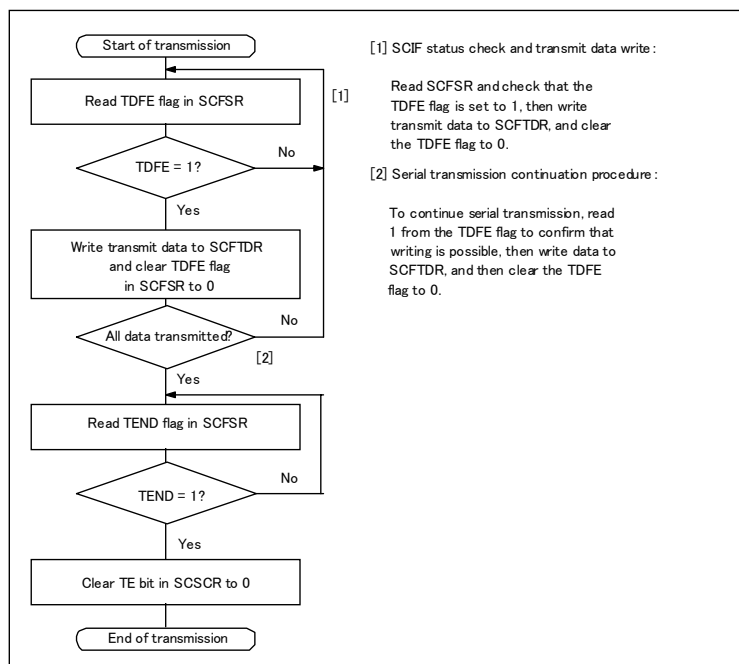 Start of transmission
[1] SCIF status check and transmit data write:
Read TDFE flag in SCFSR
[1]
Read SCFSR and check that the
TDFE flag is set to 1, then write
transmit data to SCFTDR, and clear
the TDFE flag to 0.
TDFE = 1?
No
Yes
[2] Serial transmission continuation procedure:
To continue serial transmission, read
1 from the TDFE flag to confirm that
writing is possible, then write data to
SCFTDR, and then clear the TDFE
flag to 0.
Write transmit data to SCFTDR
and clear TDFE flag
in SCFSR to 0
All data transmitted?
No
[2]
Yes
Read TEND flag in SCFSR
TEND = 1?
No
Yes
Clear TE bit in SCSCR to 0
End of transmission